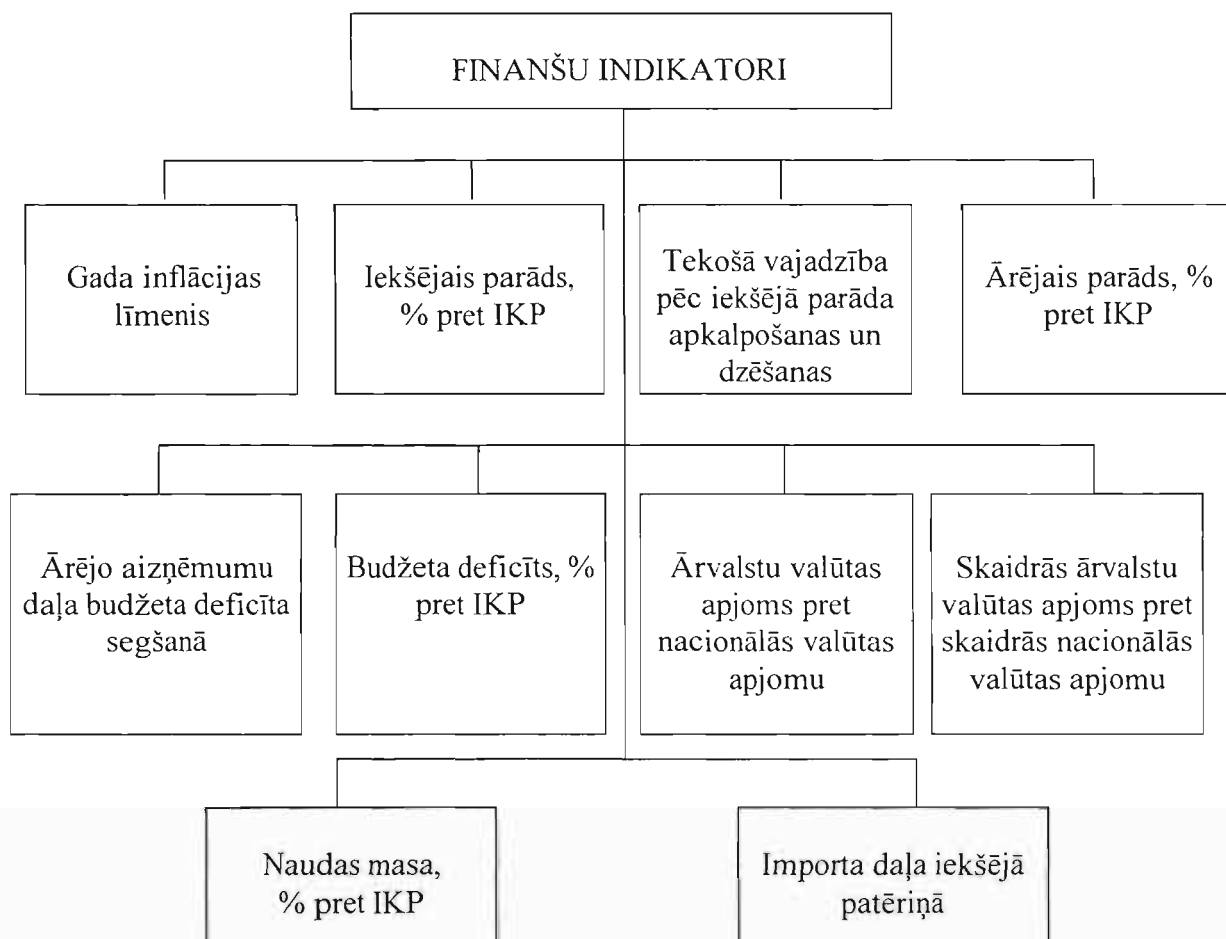 FINANŠU INDIKATORI
Gada inflācijas
līmenis
Iekšējais parāds,
% pret IKP
Tekošā vajadzība
pēc iekšējā parāda
apkalpošanas un
dzēšanas
Ārējais parāds, %
pret IKP
Ārējo aizņēmumu
daļa budžeta deficīta
segšanā
Budžeta deficīts, %
pret IKP
Ārvalstu valūtas
apjoms pret
nacionālās valūtas
apjomu
Skaidrās ārvalstu
valūtas apjoms pret
skaidrās nacionālās
valūtas apjomu
Naudas masa,
% pret IKP
Importa daļa iekšējā
patēriņā